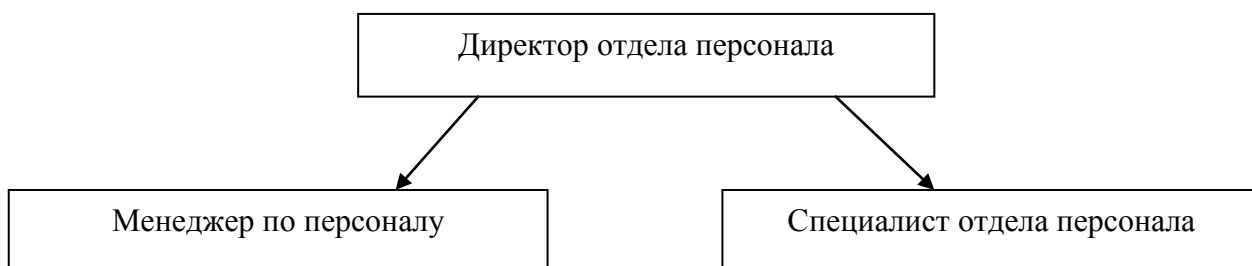 Директор отдела персонала
Менеджер по персоналу
Специалист отдела персонала